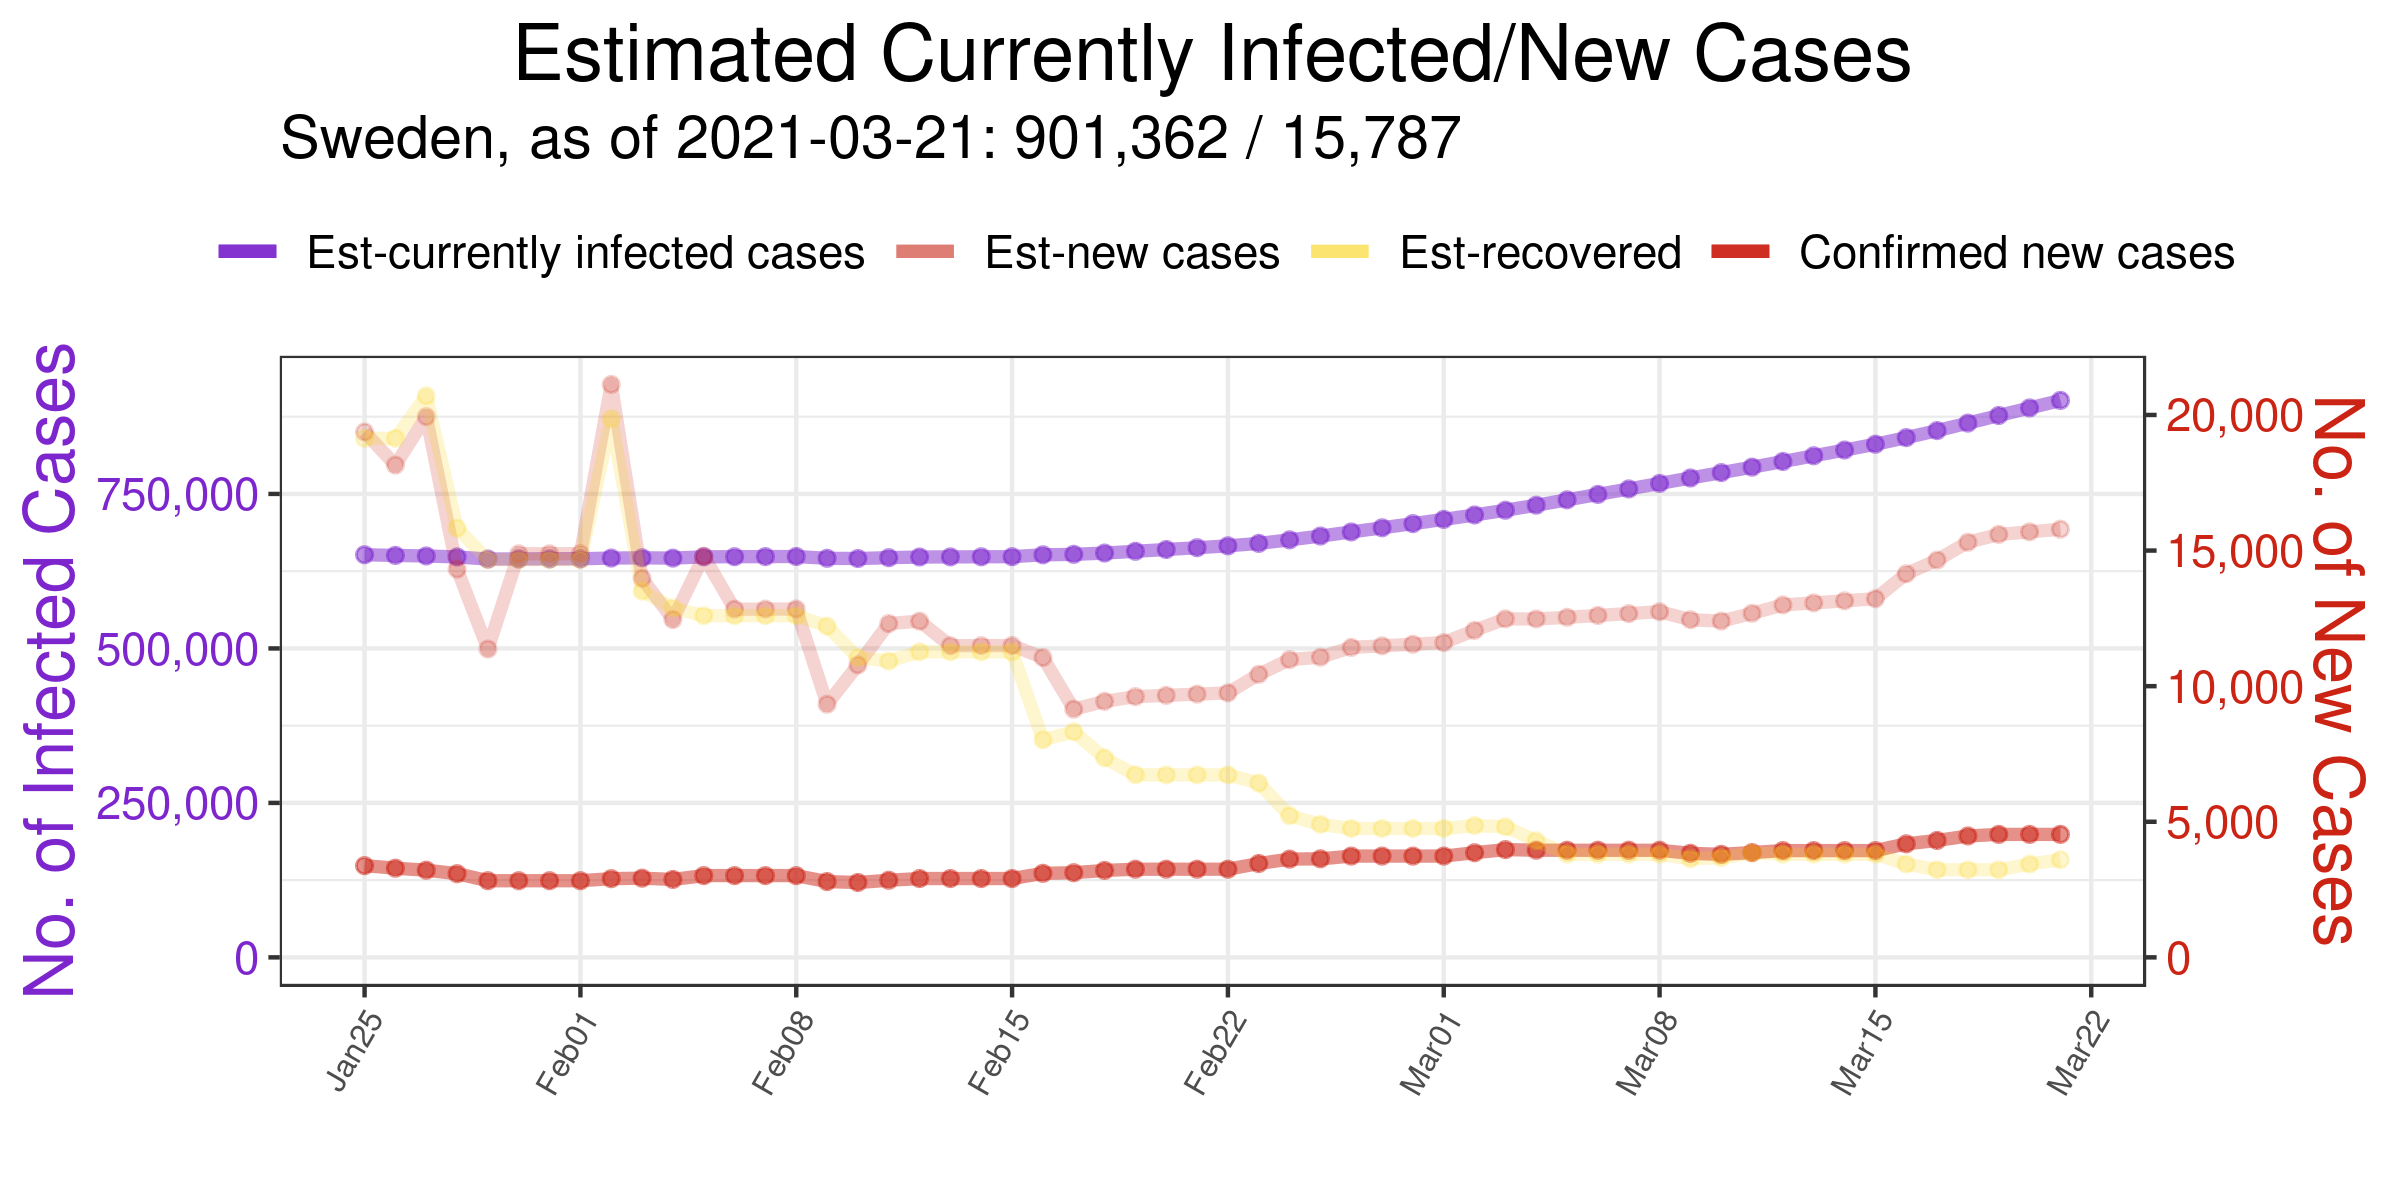 Estimated Currently Infected/New Cases
Sweden, as of 2021-03-21: 901,362 / 15,787
Est-currently infected cases Est-new cases Est-recovered Confirmed new cases
No. of Infected Cases
750,000
500,000
250,000
0
20,000
15,000
10,000
5,000
0
No. of New Cases
Jan25 Feb01 Feb08 Feb15 Feb22 Mar01 Mar08 Mar15 Mar22